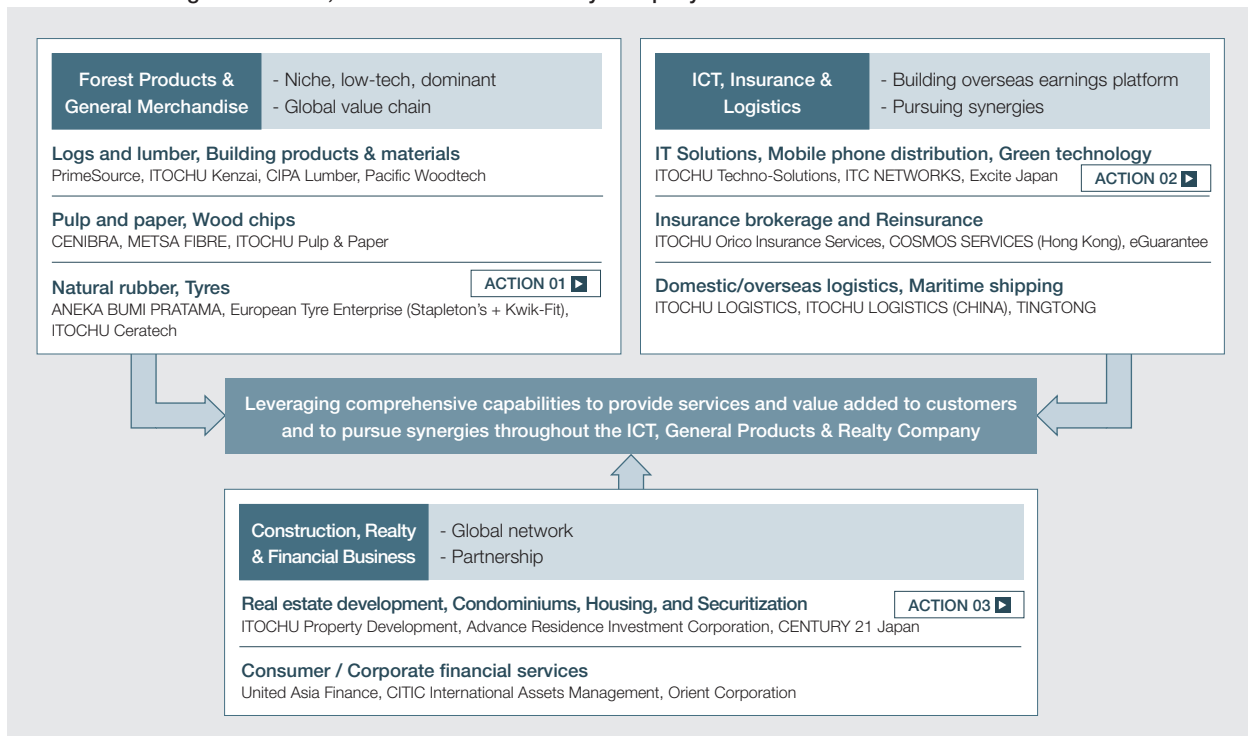 Forest Products &
General Merchandise
- Niche, low-tech, dominant
- Global value chain
Logs and lumber, Building products & materials
PrimeSource, ITOCHU Kenzai, CIPA Lumber, Pacific Woodtech
Pulp and paper, Wood chips
CENIBRA, METSA FIBRE, ITOCHU Pulp & Paper
Natural rubber, Tyres
ACTION 01
ANEKA BUMI PRATAMA, European Tyre Enterprise (Stapleton's + Kwik-Fit),
ITOCHU Ceratech
ICT, Insurance &
Logistics
- Building overseas earnings platform
- Pursuing synergies
IT Solutions, Mobile phone distribution, Green technology
ITOCHU Techno-Solutions, ITC NETWORKS, Excite Japan
ACTION 02
Insurance brokerage and Reinsurance
ITOCHU Orico Insurance Services, COSMOS SERVICES (Hong Kong), eGuarantee
Domestic/overseas logistics, Maritime shipping
ITOCHU LOGISTICS, ITOCHU LOGISTICS (CHINA), TINGTONG
Leveraging comprehensive capabilities to provide services and value added to customers
and to pursue synergies throughout the ICT, General Products & Realty Company
Construction, Realty
& Financial Business
- Global network
- Partnership
Real estate development, Condominiums, Housing, and Securitization
ACTION 03
ITOCHU Property Development, Advance Residence Investment Corporation, CENTURY 21 Japan
Consumer / Corporate financial services
United Asia Finance, CITIC International Assets Management, Orient Corporation